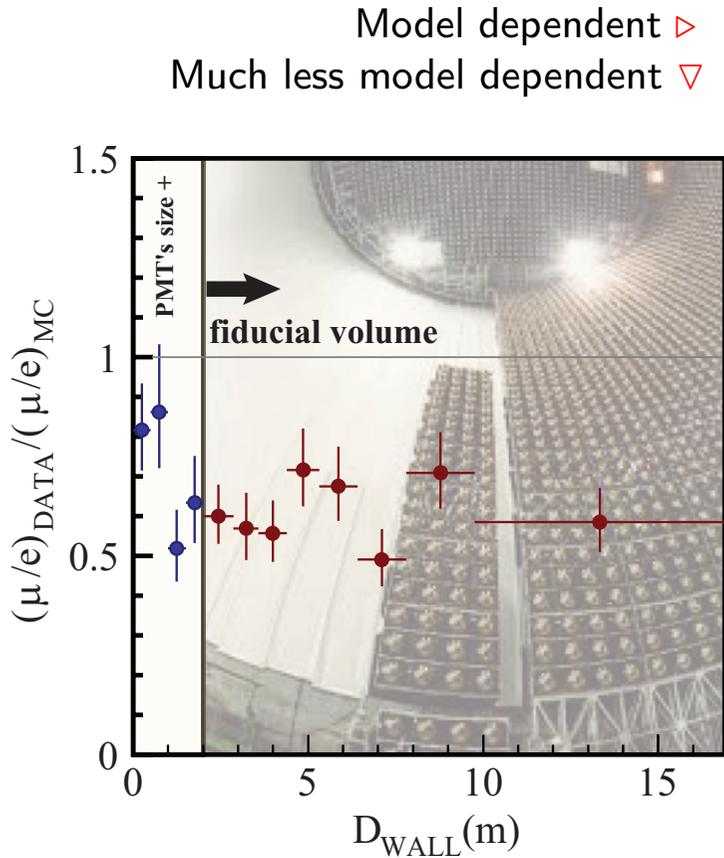 Model dependent ▷
Much less model dependent ▽
1.5
PMT's size +
fiducial volume
1
(μ/e)DATA/(μ/e)MC
0.5
0
0 5 10 15
DWALL(m)